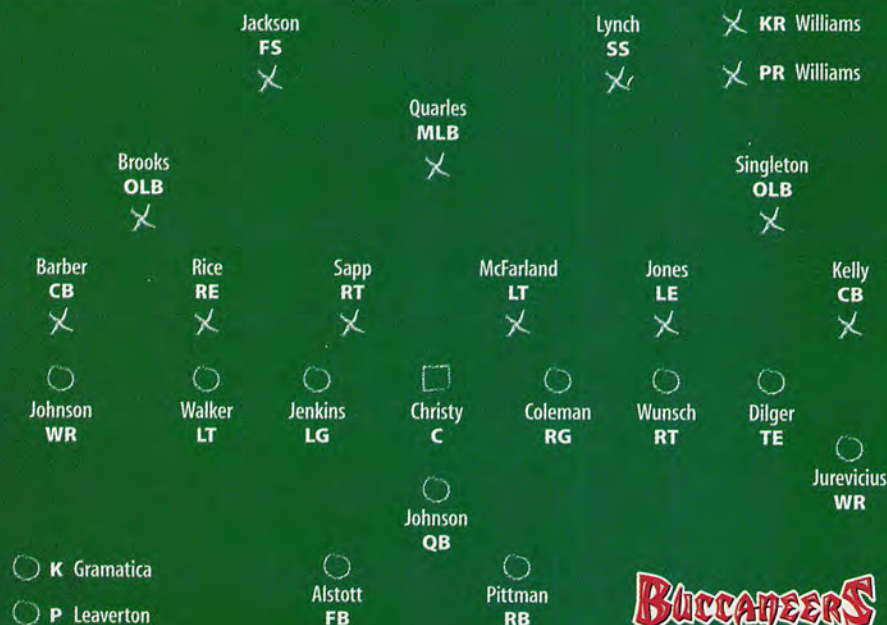 Jackson
FS
Lynch
SS
KR Williams
PR Williams
Quarles
MLB
Brooks
OLB
Singleton
OLB
Barber
CB
Rice
RE
Sapp
RT
McFarland
LT
Jones
LE
Kelly
CB
Johnson
WR
Walker
LT
Jenkins
LG
Christy
C
Coleman
RG
Wunsch
RT
Dilger
TE
Jurevicius
WR
Johnson
QB
K Gramatica
P Leaverton
Alstott
FB
Pittman
RB
BUCCANEERS